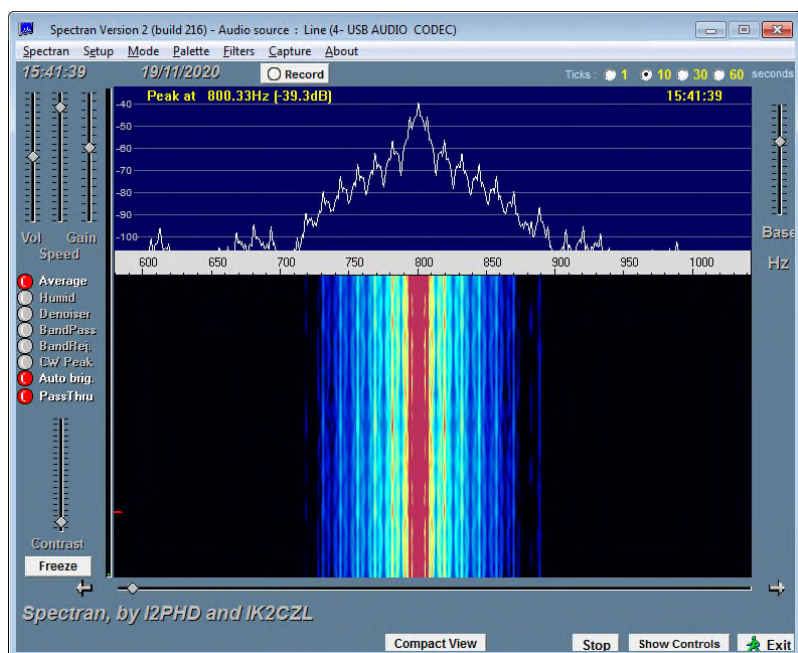 Spectran Version 2 (build 216) - Audio source : Line (4- USB AUDIO CODEC)
Spectran Setup Mode Palette Filters Capture About
15:41:39 19/11/2020 Record Ticks : 1 10 30 60 seconds
Peak at 800.33Hz (-39.3dB) 15:41:39
-40
-50
-60
-70
-80
-90
-100
Vol Gain
Speed
Base
600 650 700 750 800 850 900 950 1000 Hz
Average
Humid
Denoiser
BandPass
BandRej.
CW Peak
Auto brig.
PassThru
Contrast
Freeze
Spectran, by I2PHD and IK2CZL
Compact View Stop Show Controls Exit